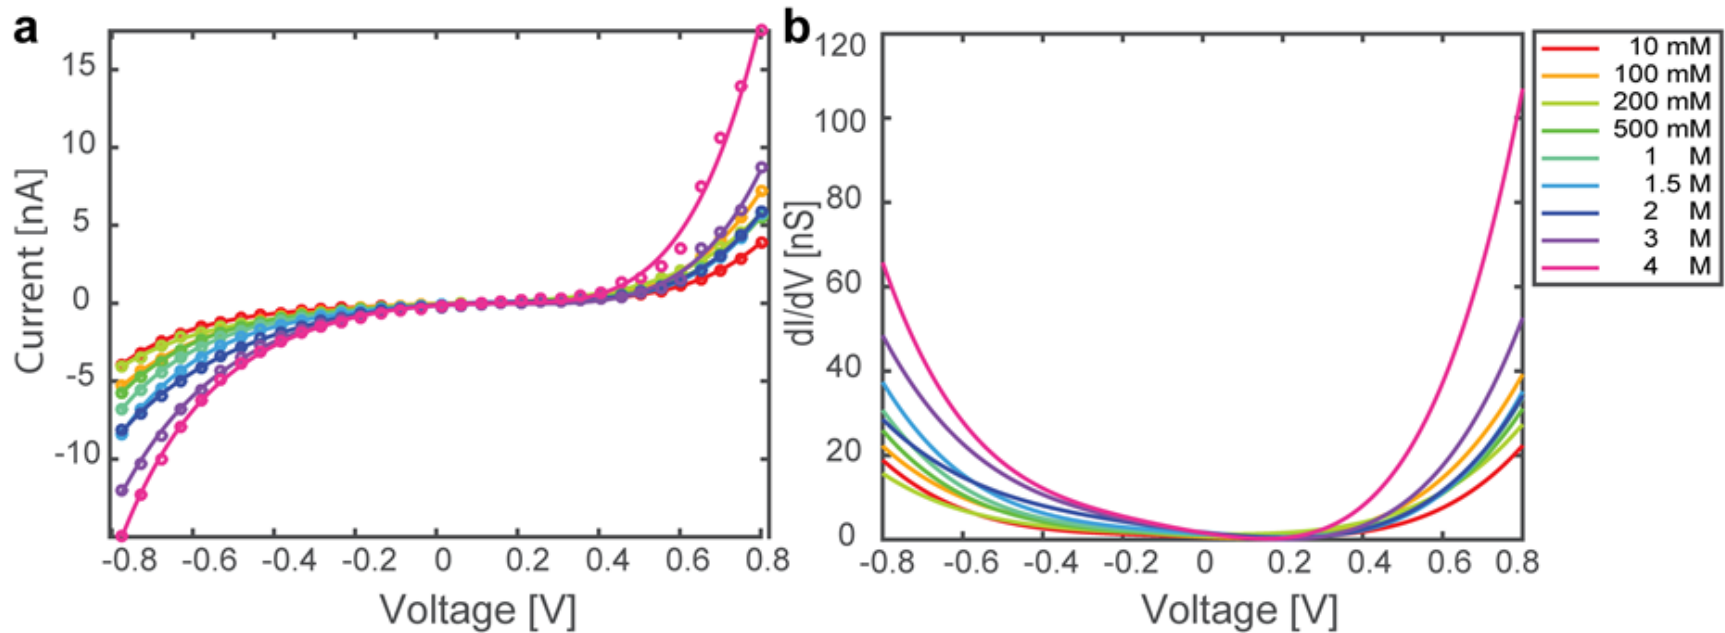 a
15
10
5
0
-5
-10
Current [nA]
-0.8 -0.6 -0.4 -0.2 0 0.2 0.4 0.6 0.8
Voltage [V]
b
120
100
80
60
40
20
0
dI/dV [nS]
-0.8 -0.6 -0.4 -0.2 0 0.2 0.4 0.6 0.8
Voltage [V]
10 mM
100 mM
200 mM
500 mM
1 M
1.5 M
2 M
3 M
4 M